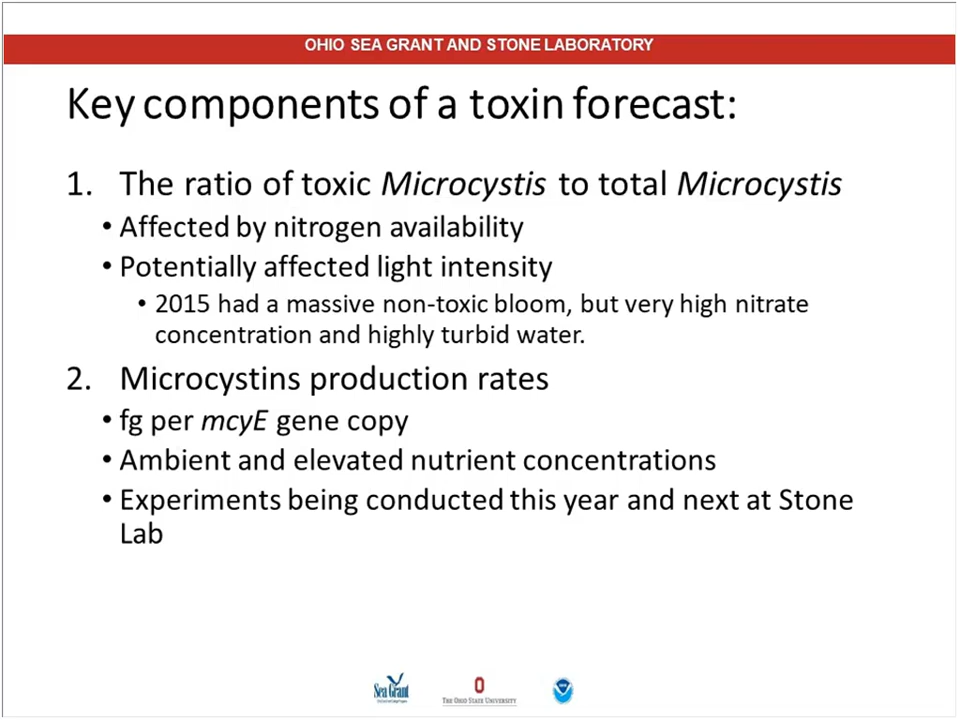 OHIO SEA GRANT AND STONE LABORATORY
Key components of a toxin forecast:
1. The ratio of toxic Microcystis to total Microcystis
• Affected by nitrogen availability
• Potentially affected light intensity
• 2015 had a massive non-toxic bloom, but very high nitrate
concentration and highly turbid water.
2. Microcystins production rates
• fg per mcyE gene copy
• Ambient and elevated nutrient concentrations
• Experiments being conducted this year and next at Stone
Lab
Sea Grant
THE OHIO STATE UNIVERSITY